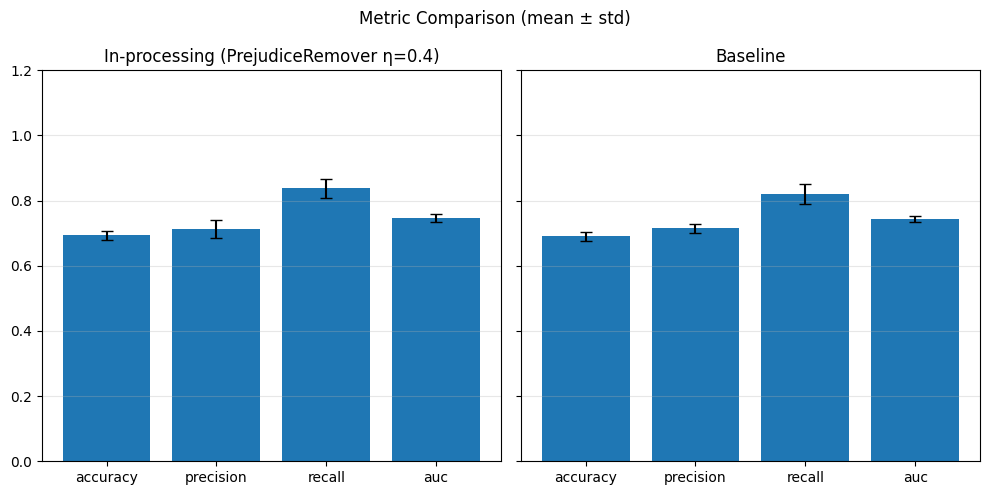 Metric Comparison (mean ± std)
In-processing (PrejudiceRemover η=0.4)
Baseline
1.2
1.0
0.8
0.6
0.4
0.2
0.0
accuracy precision recall auc
accuracy precision recall auc